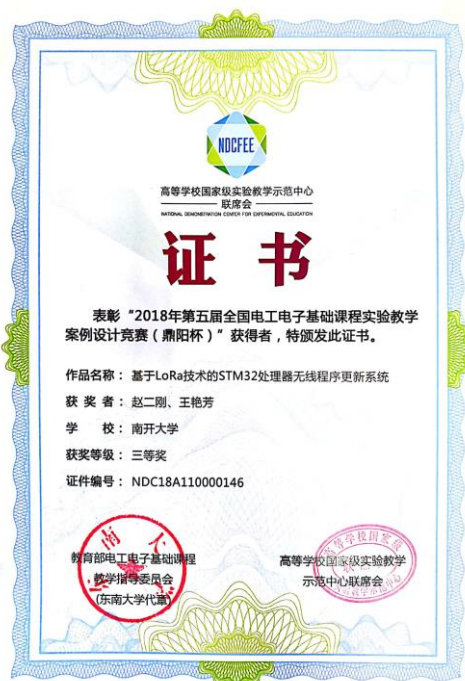 NDCFEE
高等学校国家级实验教学示范中心
联席会
NATIONAL DEMONSTRATION CENTER FOR EXPERIMENTAL EDUCATION
证书
表彰“2018年第五届全国电工电子基础课程实验教学
案例设计竞赛（鼎阳杯）”获得者，特颁发此证书。
作品名称：基于LoRa技术的STM32处理器无线程序更新系统
获奖者：赵二刚、王艳芳
学校：南开大学
获奖等级：三等奖
证件编号：NDC18A110000146
教育部电工电子基础课程
教学指导委员会
(东南大学代章)
高等学校国家级实验教学
示范中心联席会